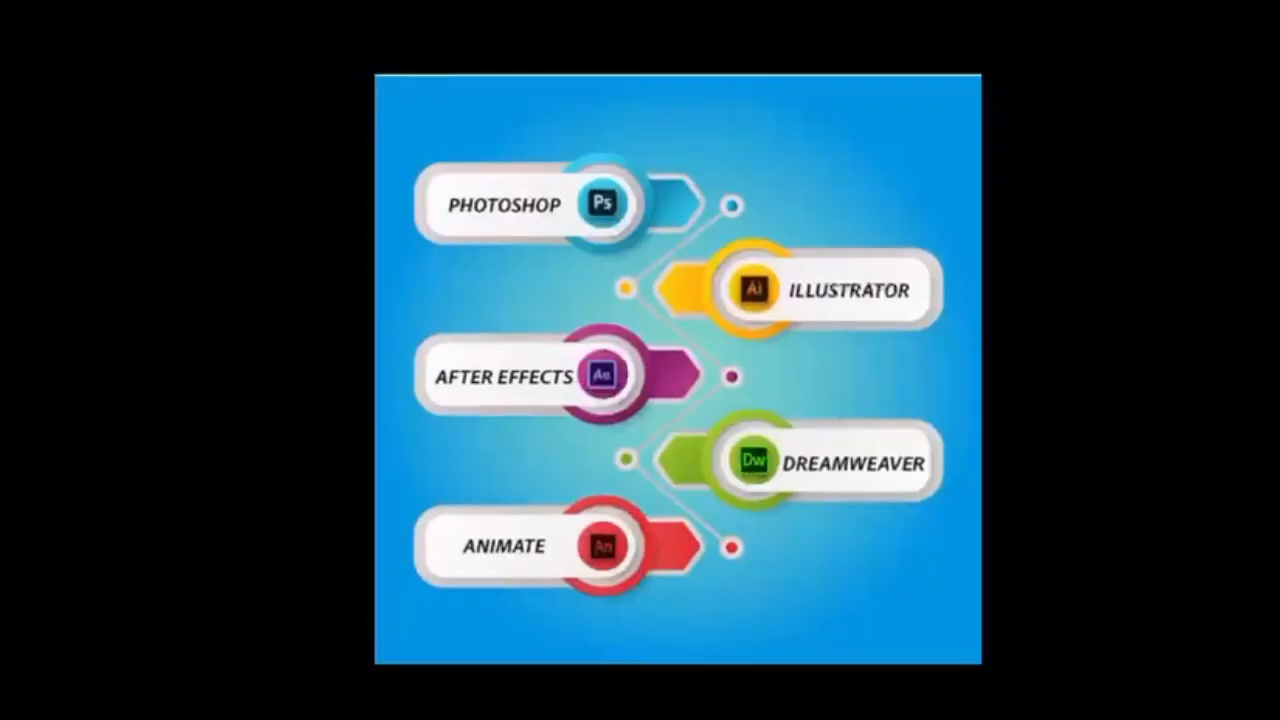 PHOTOSHOP Ps
Ai ILLUSTRATOR
AFTER EFFECTS Ae
Dw DREAMWEAVER
ANIMATE An